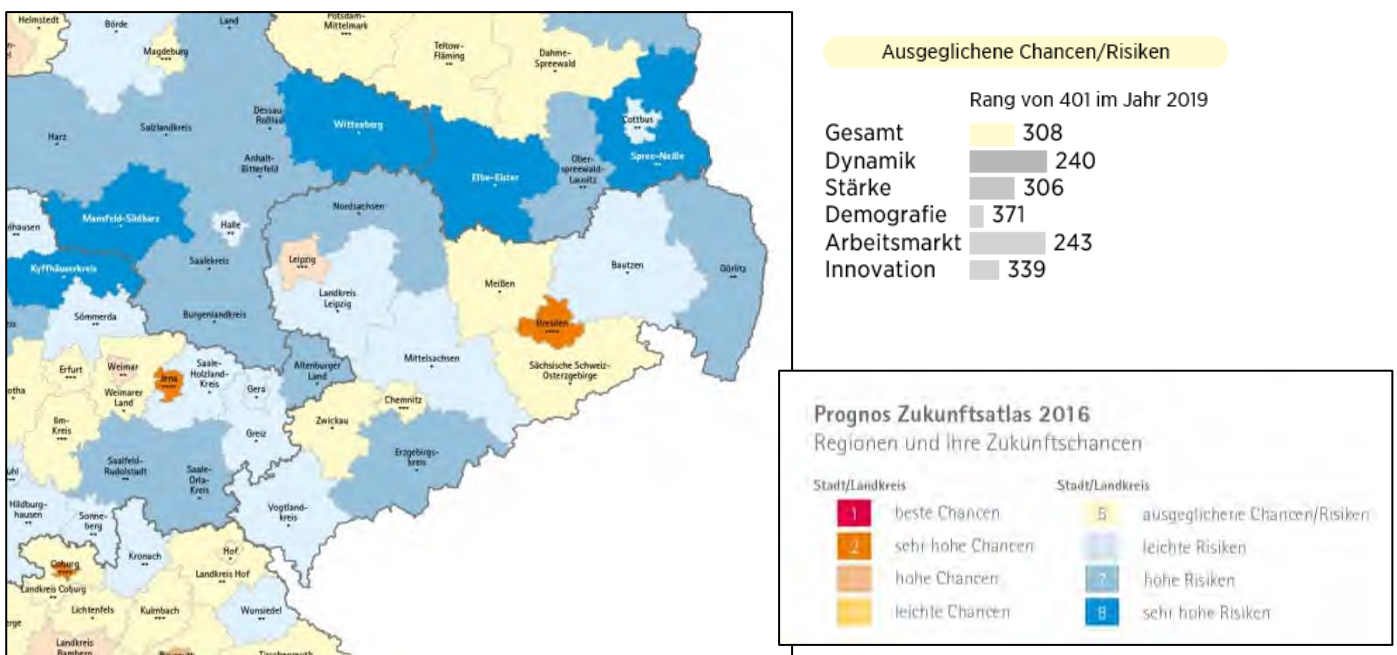 Helmstedt
Börde
Land
Potsdam-
Mittelmark
Magdeburg
Teltow-
Fläming
Dahme-
Spreewald
Harz
Salzlandkreis
Dessau
Roßlau
Wittenberg
Cottbus
Anhalt-
Bitterfeld
Elbe-Elster
Ober-
spreewald-
Lausitz
Spree-Neiße
Mansfeld-Südharz
Nordsachsen
dhausen
Halle
Kyffhäuserkreis
Saalekreis
Leipzig
Bautzen
Görlitz
Meißen
Landkreis
Leipzig
Sömmerda
Burgenlandkreis
Dresden
Mittelsachsen
Erfurt
Weimar
Jena
Saale-
Holzland-
Kreis
Altenburger
Land
Sächsische Schweiz-
Osterzgebirge
otha
Weimarer
Land
Gera
Chemnitz
Ilm-
Kreis
Zwickau
Greiz
Erzgebirgs-
kreis
Saalfeld-
Rudolstadt
Saale-
Orla-
Kreis
Hildburg-
hausen
Sonne-
berg
Vogtland-
kreis
Kronach
Hof
Coburg
Landkreis Hof
Landkreis Coburg
Lichtenfels
Kulmbach
Wunsiedel
Landkreis
Bamberg
Ausgeglichene Chancen/Risiken
Rang von 401 im Jahr 2019
Gesamt 308
Dynamik 240
Stärke 306
Demografie 371
Arbeitsmarkt 243
Innovation 339
Prognos Zukunftsatlas 2016
Regionen und ihre Zukunftschancen
Stadt/Landkreis Stadt/Landkreis
1 beste Chancen 5 ausgeglichene Chancen/Risiken
2 sehr hohe Chancen leichte Risiken
hohe Chancen 7 hohe Risiken
leichte Chancen 8 sehr hohe Risiken